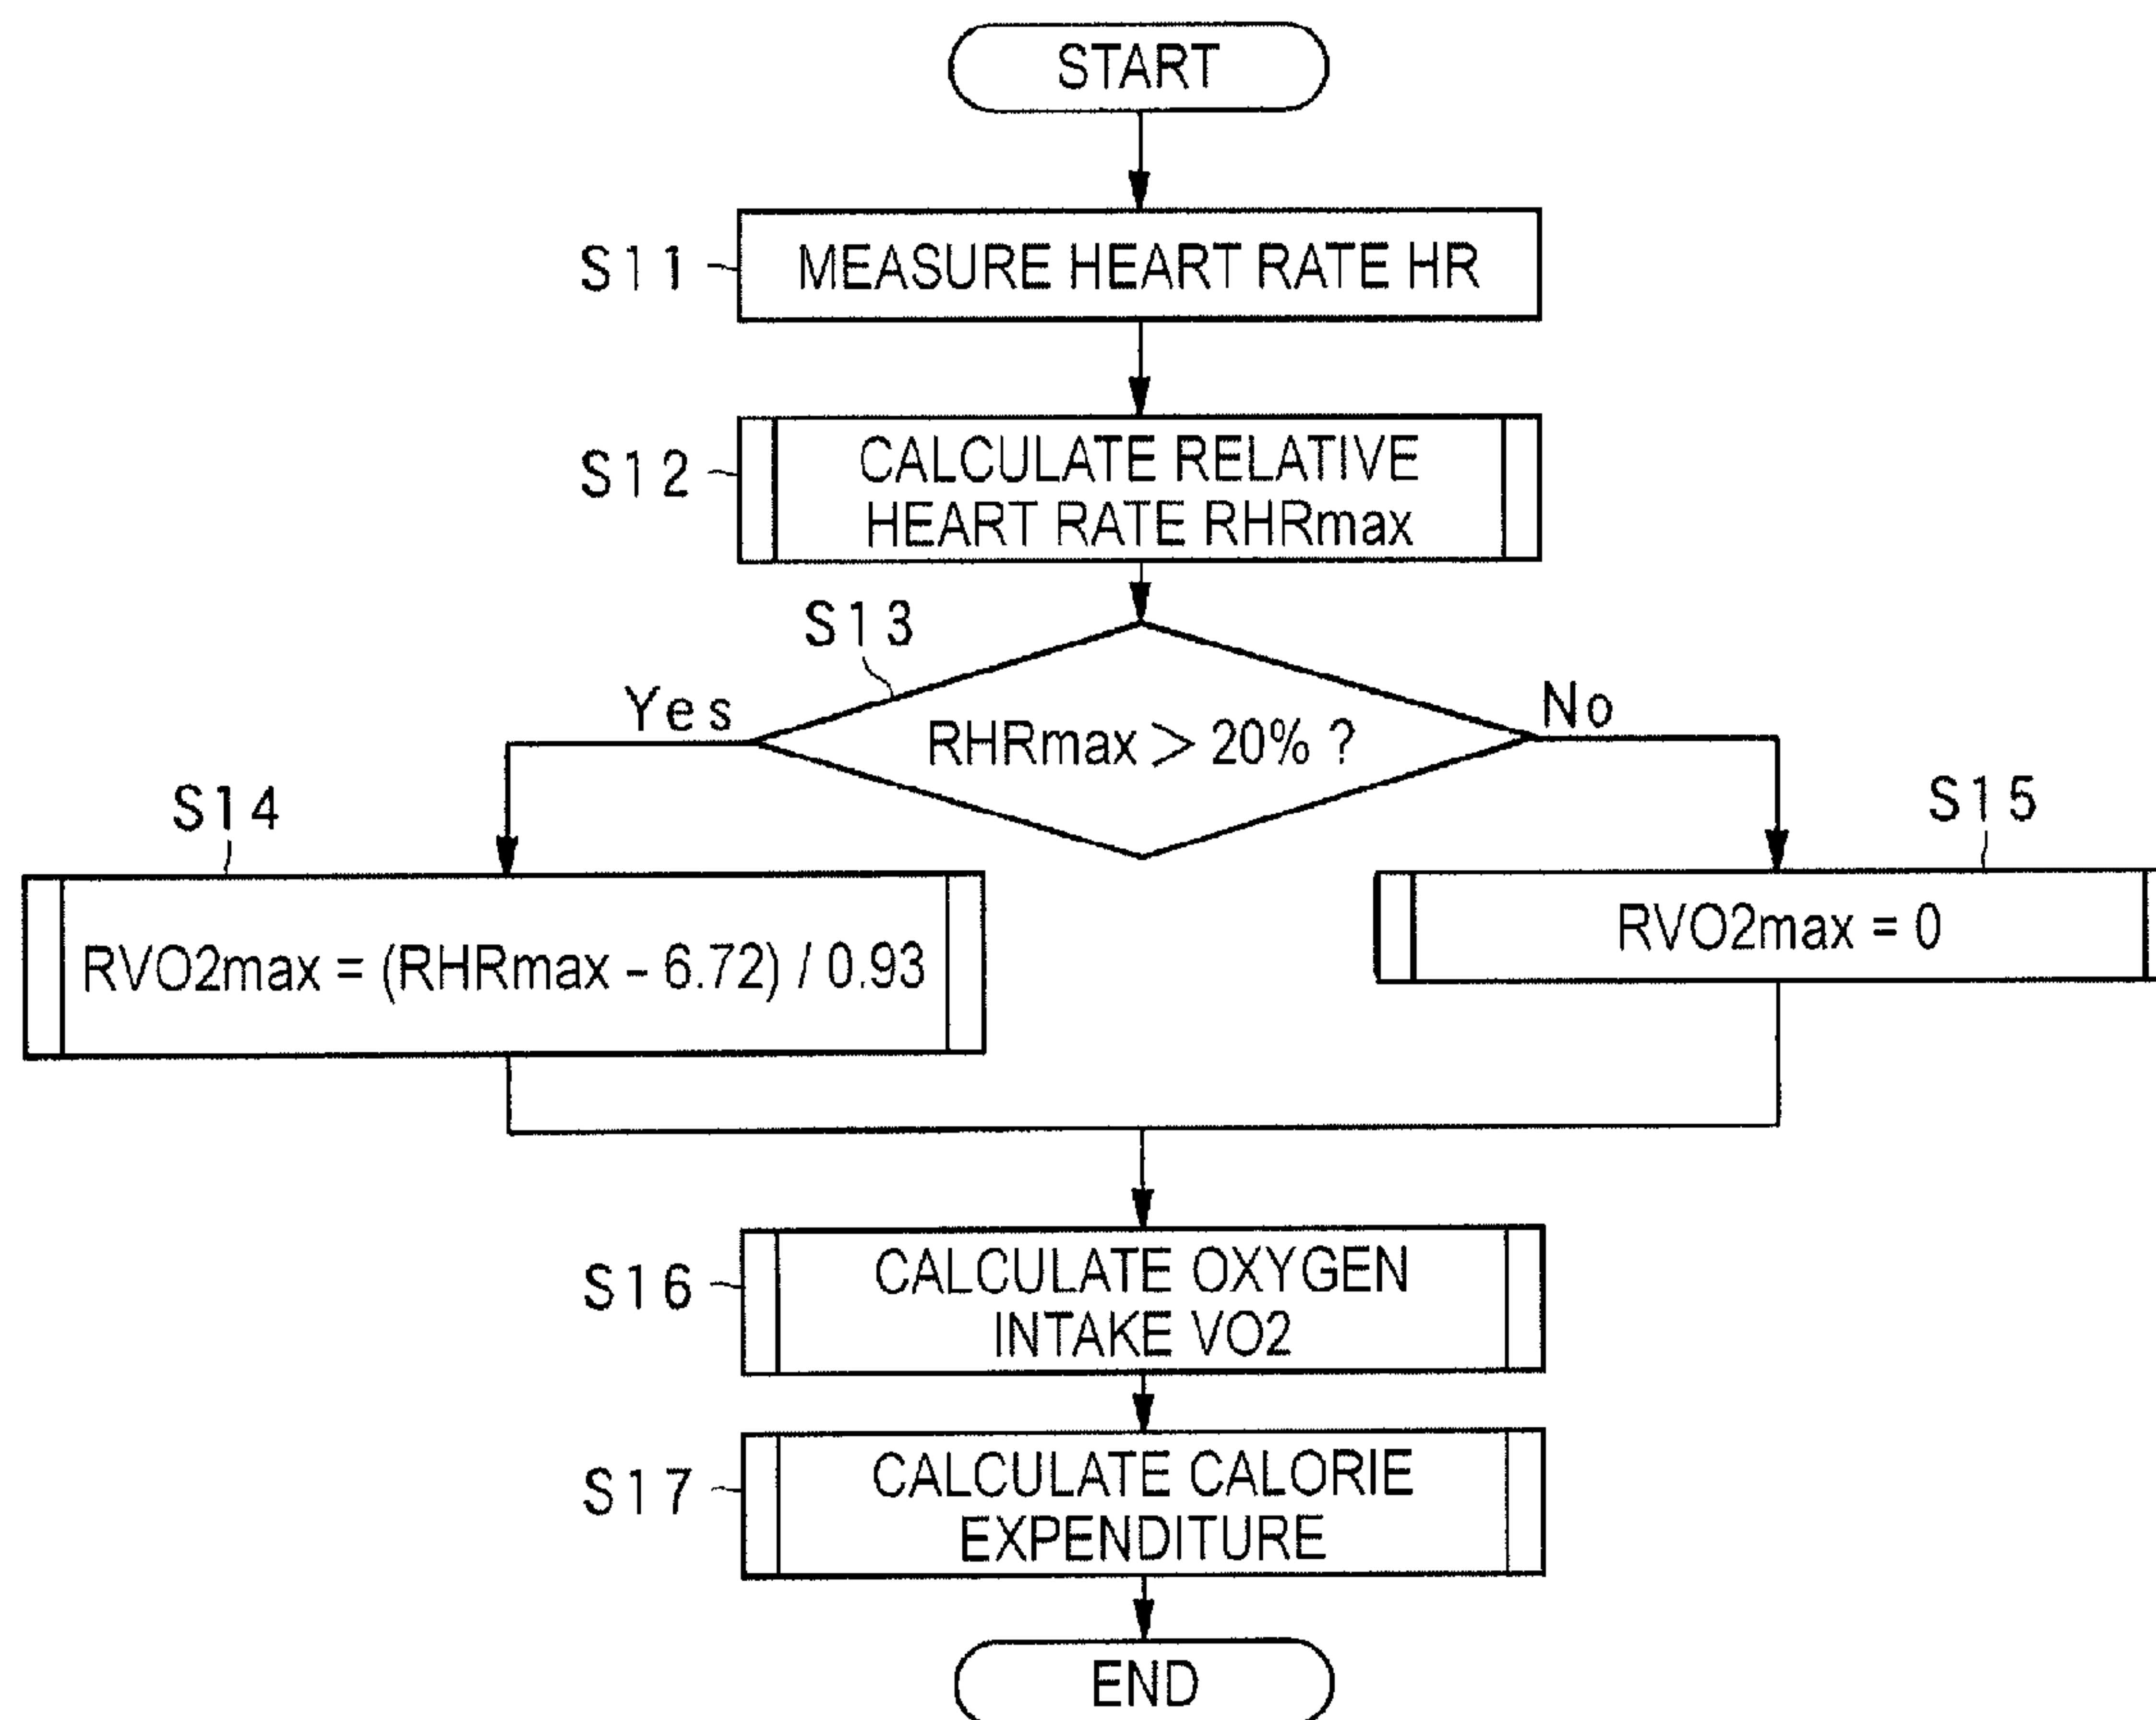 START
S11
MEASURE HEART RATE HR
S12
CALCULATE RELATIVE
HEART RATE RHRmax
S13
Yes
RHRmax > 20% ?
No
S14
RVO2max = (RHRmax - 6.72) / 0.93
S15
RVO2max = 0
S16
CALCULATE OXYGEN
INTAKE VO2
S17
CALCULATE CALORIE
EXPENDITURE
END